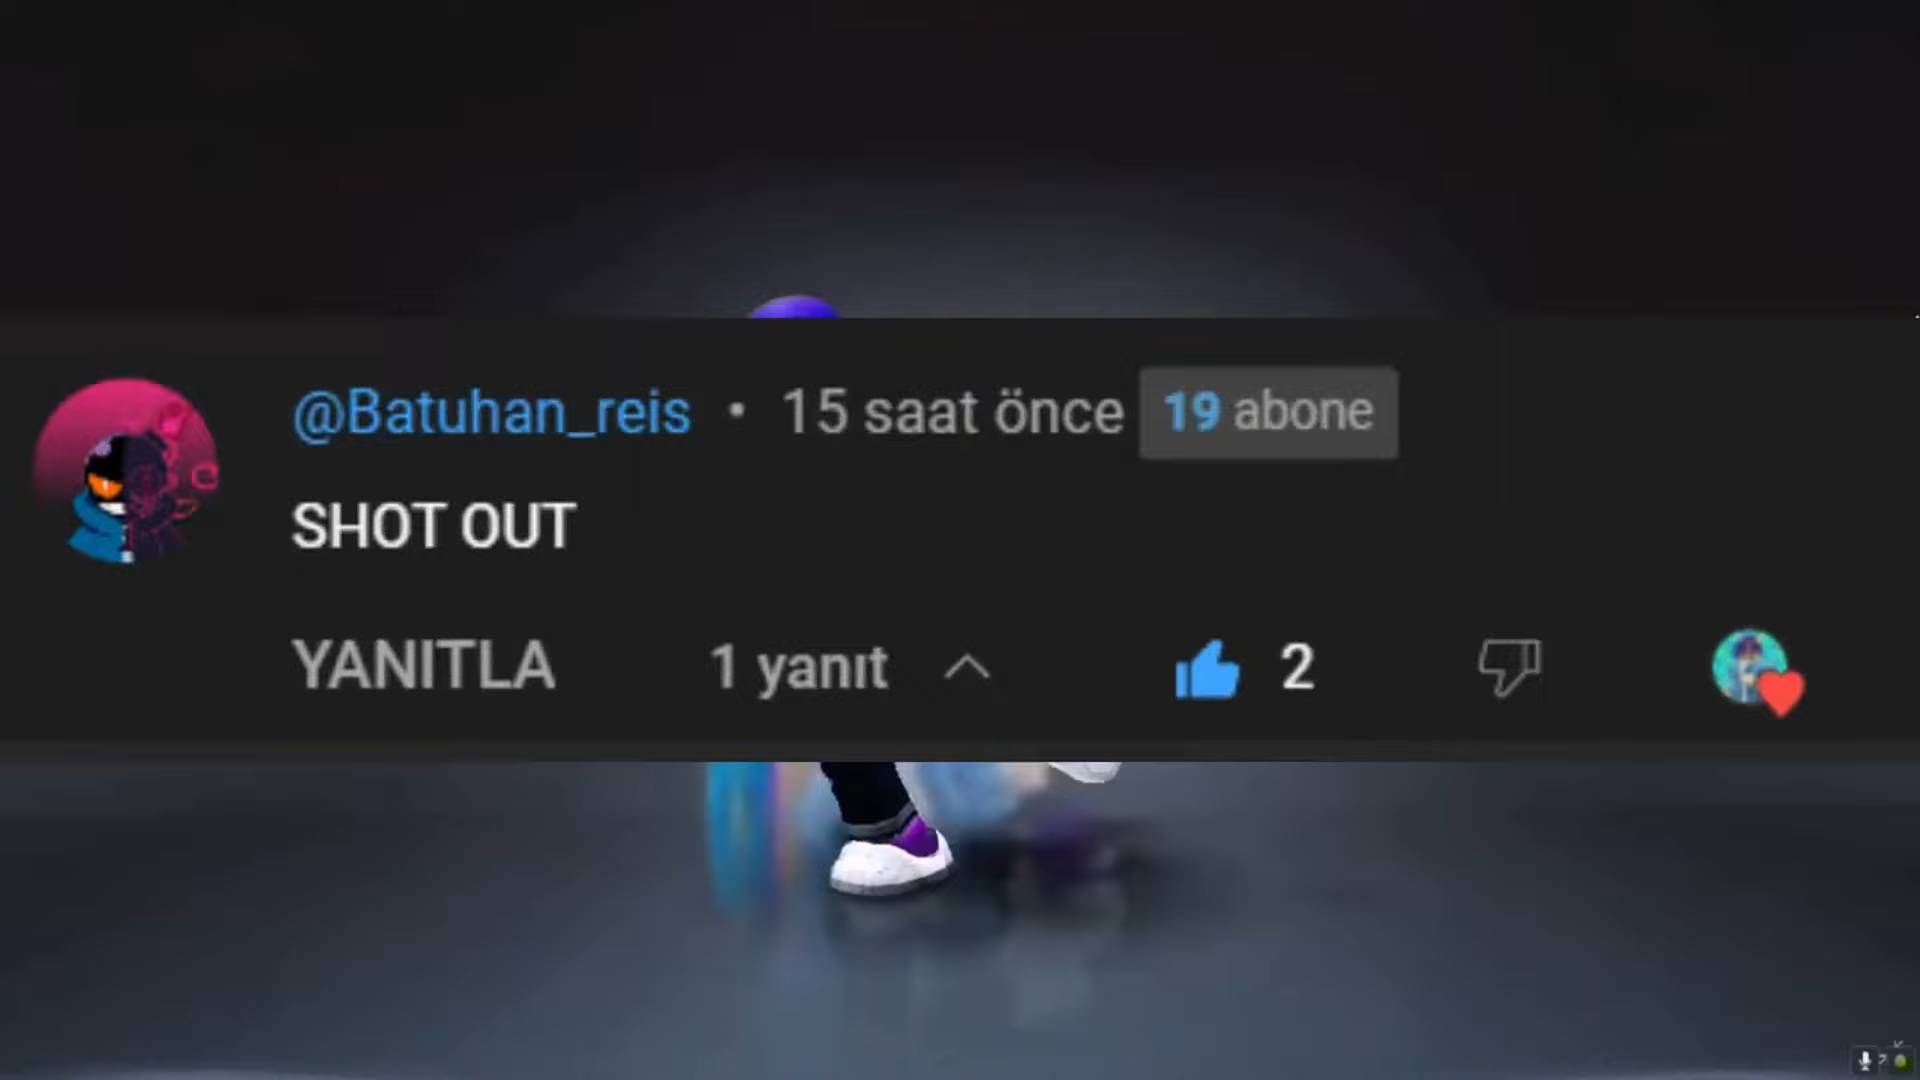 @Batuhan_reis • 15 saat önce 19 abone
SHOT OUT
YANITLA 1 yanıt 2